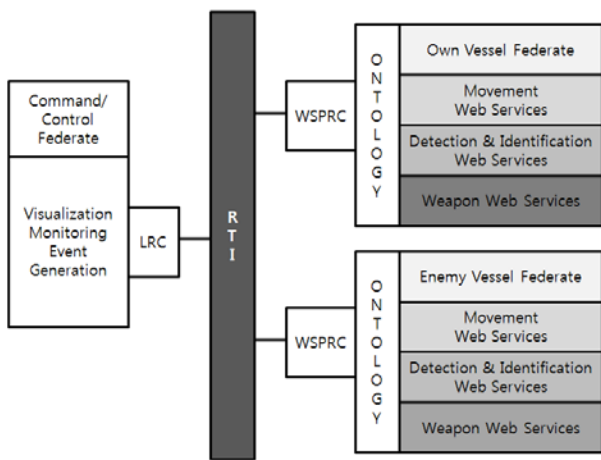 Command/
Control
Federate
Visualization
Monitoring
Event
Generation
LRC
R
T
I
WSPRC
O
N
T
O
L
O
G
Y
Own Vessel Federate
Movement
Web Services
Detection & Identification
Web Services
Weapon Web Services
WSPRC
O
N
T
O
L
O
G
Y
Enemy Vessel Federate
Movement
Web Services
Detection & Identification
Web Services
Weapon Web Services